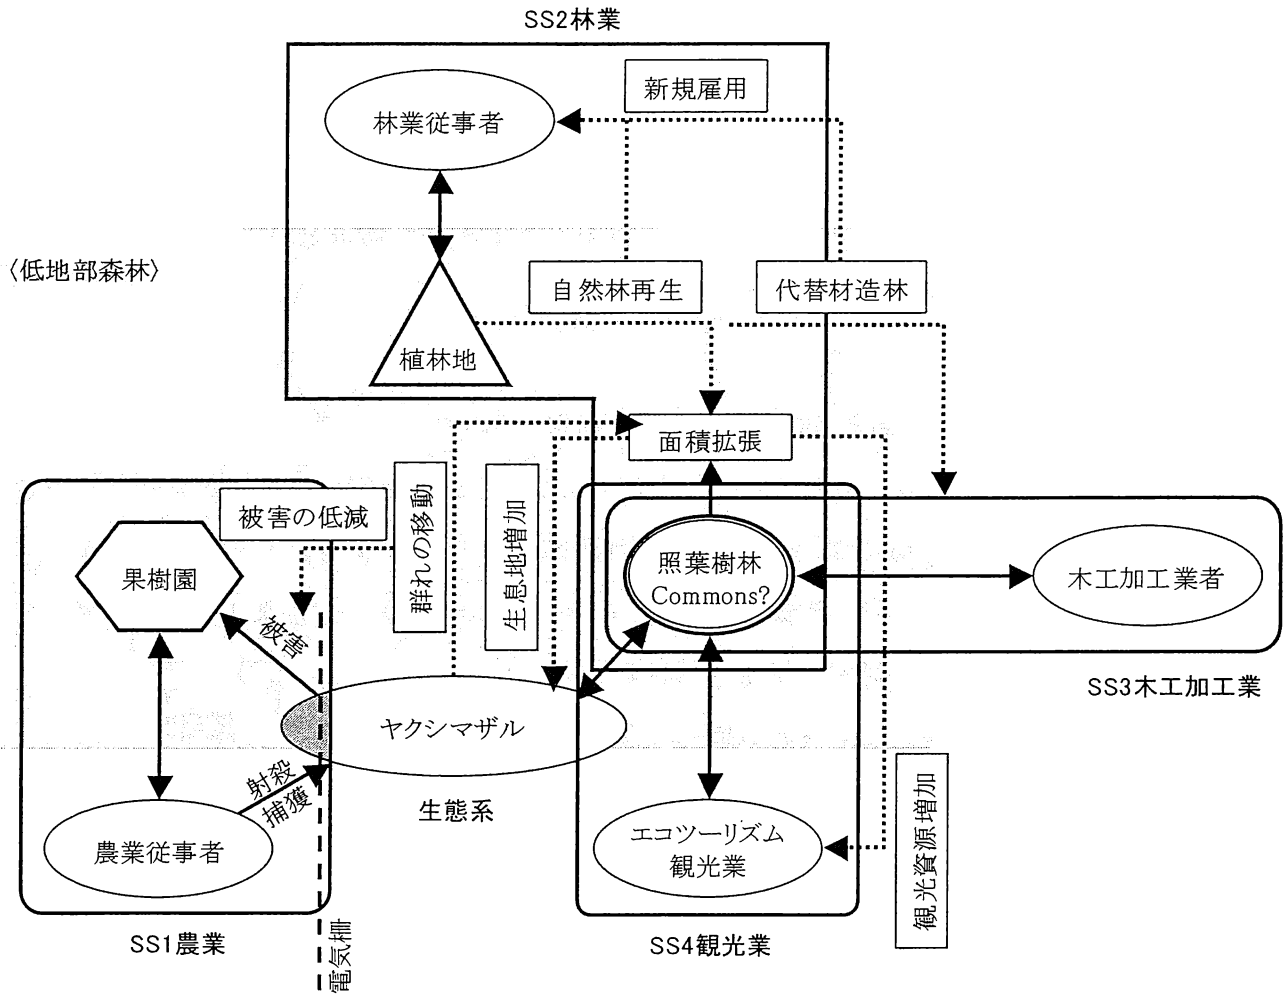 SS2林業
新規雇用
林業従事者
〈低地部森林〉
自然林再生
代替材造林
植林地
面積拡張
群れの移動
生息地増加
被害の低減
果樹園
被害
照葉樹林
Commons?
木工加工業者
SS3木工加工業
ヤクシマザル
生態系
射殺
捕獲
農業従事者
エコツーリズム
観光業
観光資源増加
SS1農業
電気柵
SS4観光業